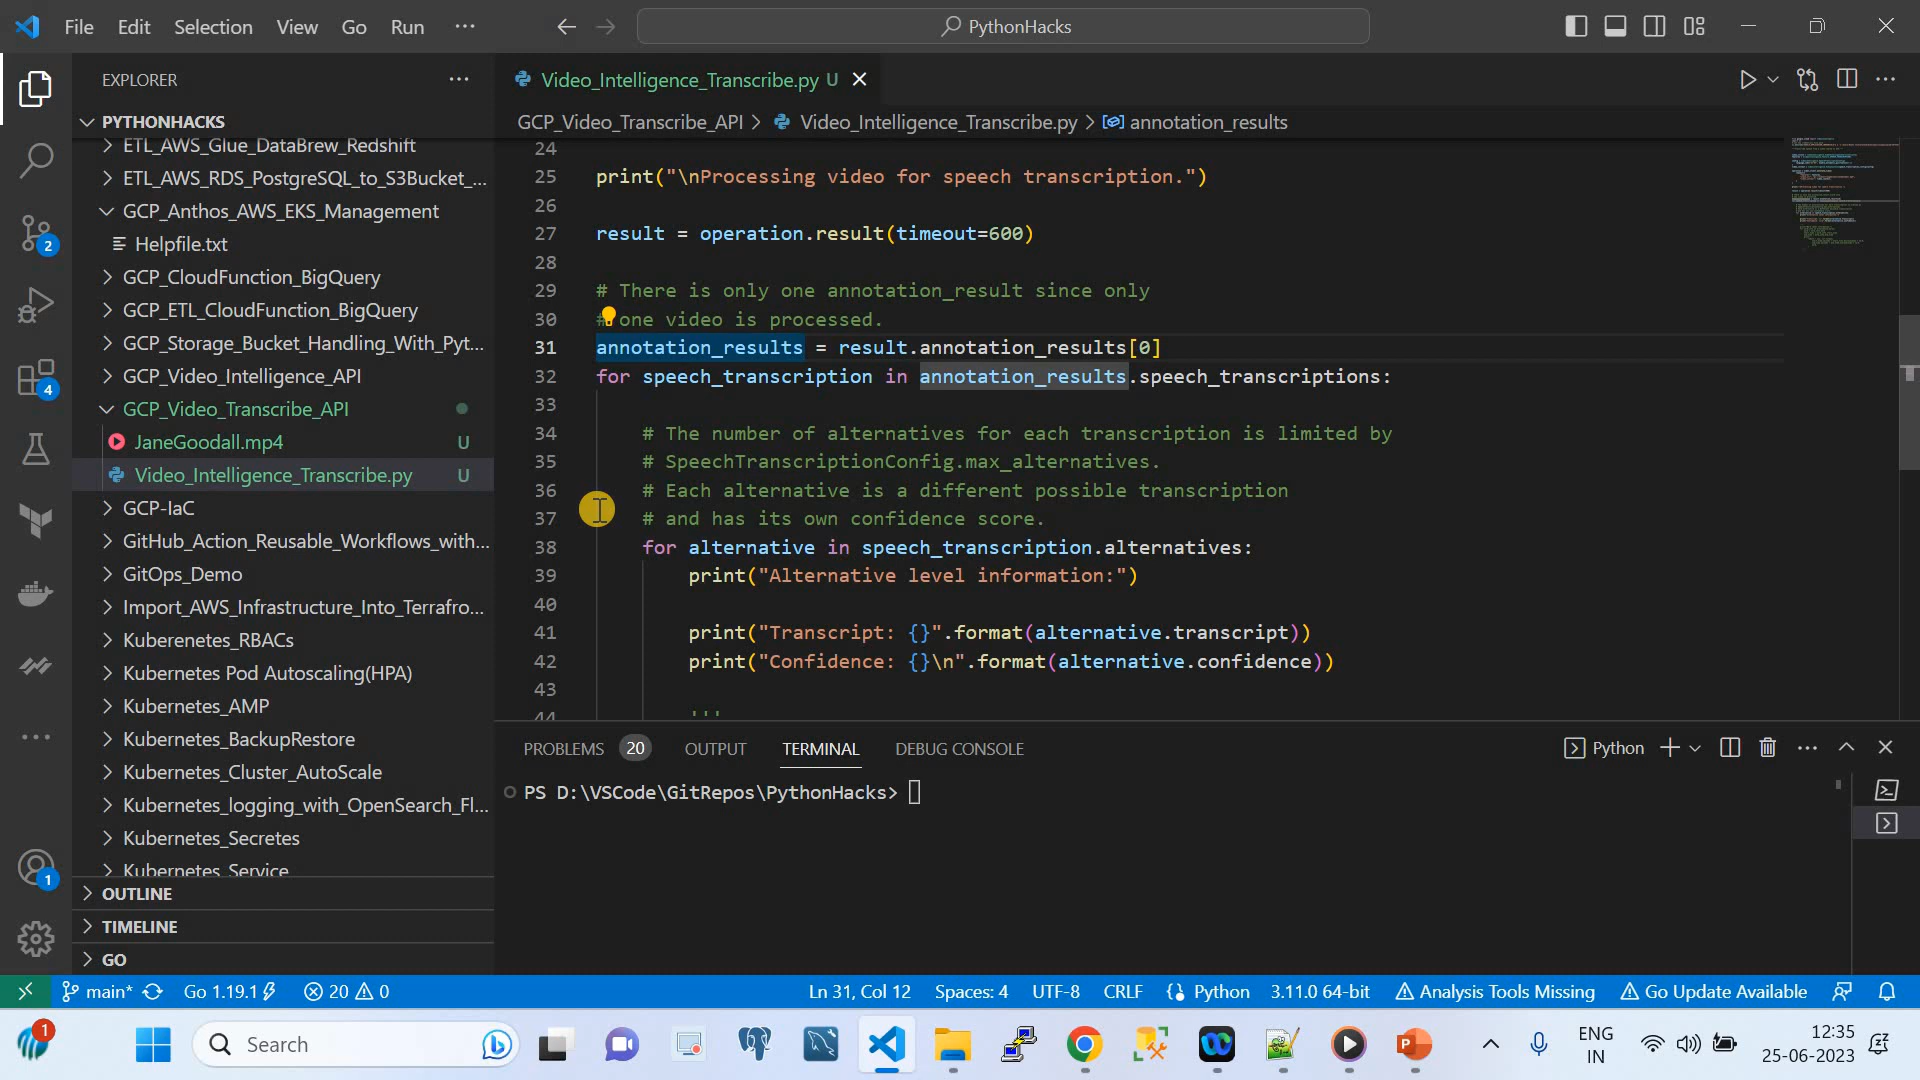 File Edit Selection View Go Run ···
PythonHacks
EXPLORER
PYTHONHACKS
ETL_AWS_Glue_DataBrew_Redshift
ETL_AWS_RDS_PostgreSQL_to_S3Bucket_...
GCP_Anthos_AWS_EKS_Management
Helpfile.txt
GCP_CloudFunction_BigQuery
GCP_ETL_CloudFunction_BigQuery
GCP_Storage_Bucket_Handling_With_Pyt...
GCP_Video_Intelligence_API
GCP_Video_Transcribe_API
JaneGoodall.mp4 U
Video_Intelligence_Transcribe.py U
GCP-IaC
GitHub_Action_Reusable_Workflows_with...
GitOps_Demo
Import_AWS_Infrastructure_Into_Terrafro...
Kuberenetes_RBACs
Kubernetes Pod Autoscaling(HPA)
Kubernetes_AMP
Kubernetes_BackupRestore
Kubernetes_Cluster_AutoScale
Kubernetes_logging_with_OpenSearch_Fl...
Kubernetes_Secretes
Kubernetes_Service
OUTLINE
TIMELINE
GO
2
4
1
Video_Intelligence_Transcribe.py U
GCP_Video_Transcribe_API > Video_Intelligence_Transcribe.py > annotation_results
24
25 print("\nProcessing video for speech transcription.")
26
27 result = operation.result(timeout=600)
28
29 # There is only one annotation_result since only
30 # one video is processed.
31 annotation_results = result.annotation_results[0]
32 for speech_transcription in annotation_results.speech_transcriptions:
33
34 # The number of alternatives for each transcription is limited by
35 # SpeechTranscriptionConfig.max_alternatives.
36 # Each alternative is a different possible transcription
37 # and has its own confidence score.
38 for alternative in speech_transcription.alternatives:
39 print("Alternative level information:")
40
41 print("Transcript: {}".format(alternative.transcript))
42 print("Confidence: {}\n".format(alternative.confidence))
43
44 '''
PROBLEMS 20 OUTPUT TERMINAL DEBUG CONSOLE
Python
PS D:\VSCode\GitRepos\PythonHacks>
main* Go 1.19.1 20 0 Ln 31, Col 12 Spaces: 4 UTF-8 CRLF Python 3.11.0 64-bit Analysis Tools Missing Go Update Available
1
Search
ENG
IN
12:35
25-06-2023